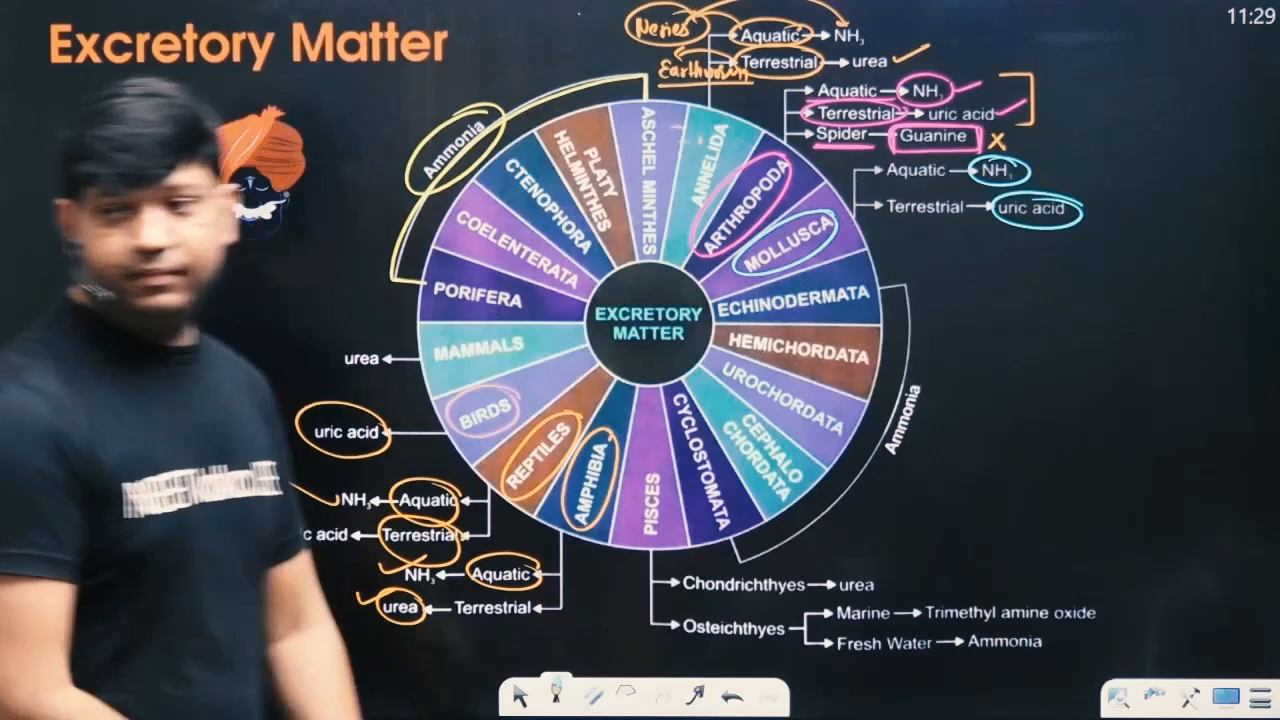 11:29
Excretory Matter
Neries
Aquatic → NH₃
Earthworm
Terrestrial → urea
Aquatic → NH₃
Terrestrial → uric acid
Spider → Guanine
Aquatic → NH₃
Terrestrial → uric acid
Ammonia
EXCRETORY
MATTER
PORIFERA
COELENTERATA
CTENOPHORA
PLATY
HELMINTHES
ASCHEL MINTHES
ANNELIDA
ARTHROPODA
MOLLUSCA
ECHINODERMATA
HEMICHORDATA
UROCHORDATA
CEPHALO
CHORDATA
CYCLOSTOMATA
PISCES
AMPHIBIA
REPTILES
BIRDS
MAMMALS
Ammonia
urea
uric acid
NH₃ ← Aquatic
c acid ← Terrestrial
NH₃ ← Aquatic
urea ← Terrestrial
Chondrichthyes → urea
Osteichthyes
Marine → Trimethyl amine oxide
Fresh Water → Ammonia